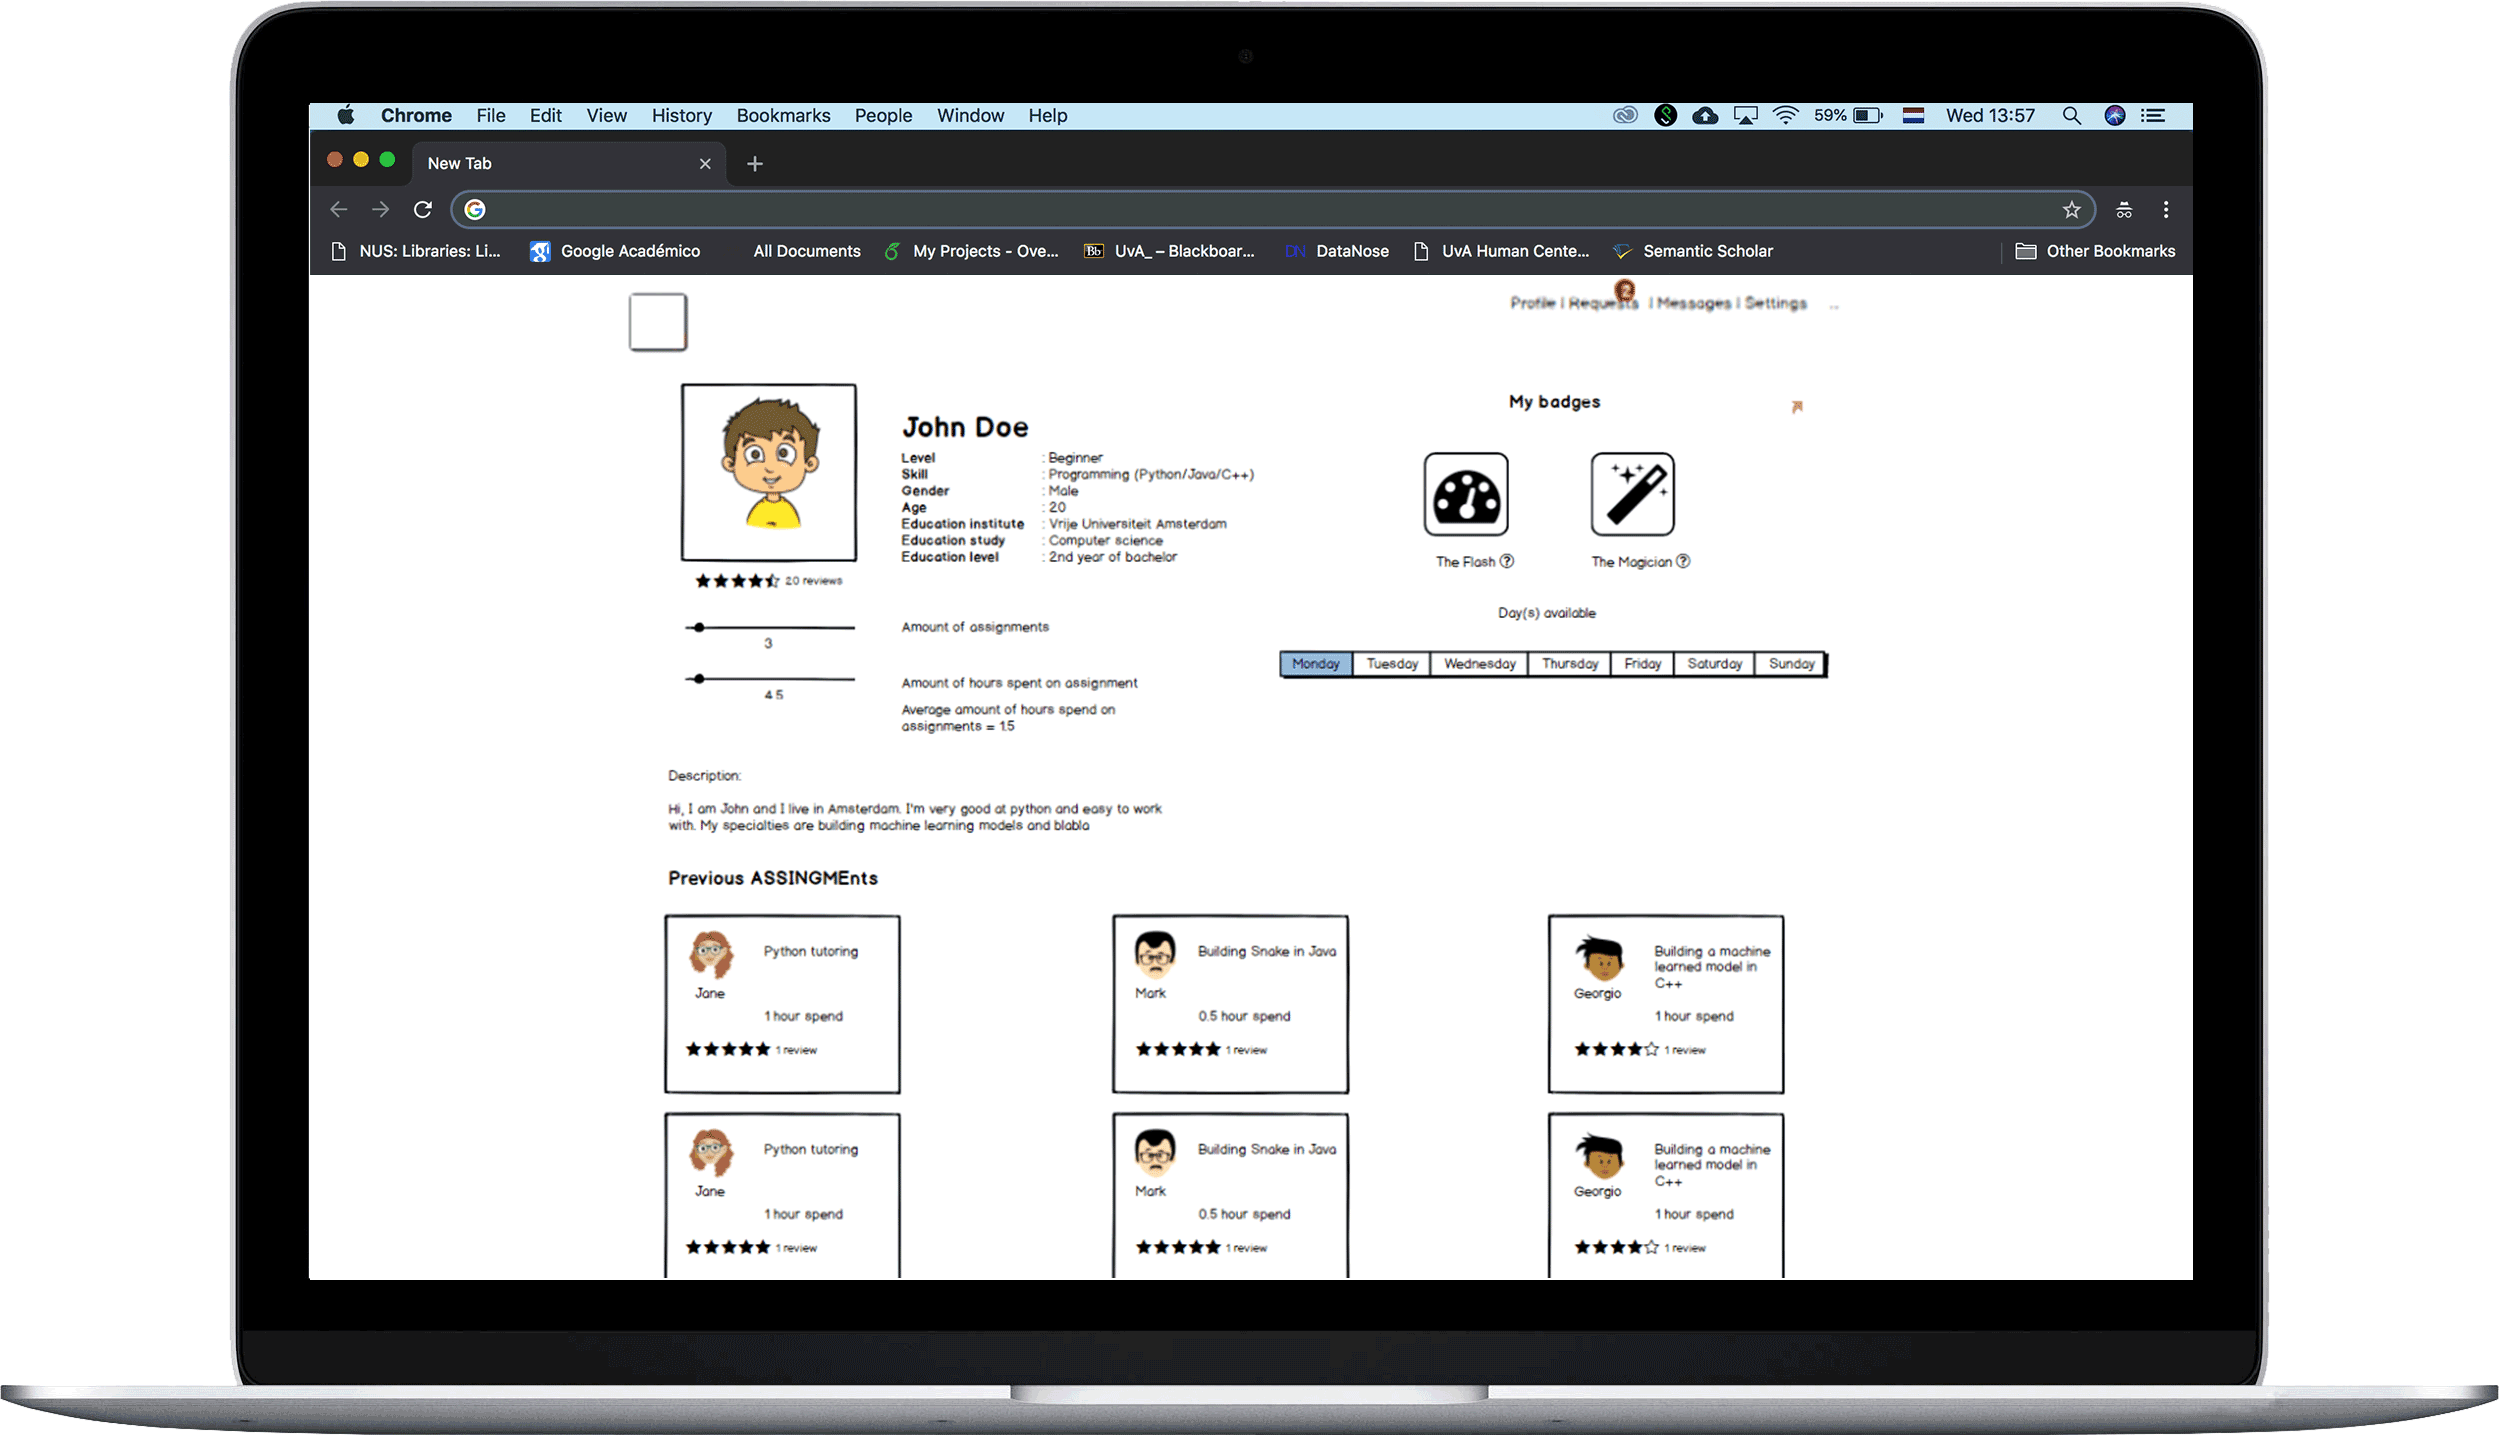 Chrome File Edit View History Bookmarks People Window Help 59% Wed 13:57
New Tab
NUS: Libraries: Li... Google Académico All Documents My Projects - Ove... Bb UvA_ – Blackboar... DN DataNose UvA Human Cente... Semantic Scholar Other Bookmarks
2
Profile | Requests | Messages | Settings ..
John Doe
Level : Beginner
Skill : Programming (Python/Java/C++)
Gender : Male
Age : 20
Education institute : Vrije Universiteit Amsterdam
Education study : Computer science
Education level : 2nd year of bachelor
20 reviews
My badges
The Flash ? The Magician ?
Day(s) available
Monday Tuesday Wednesday Thursday Friday Saturday Sunday
3
Amount of assignments
4.5
Amount of hours spent on assignment
Average amount of hours spend on
assignments = 1.5
Description:
Hi, I am John and I live in Amsterdam. I'm very good at python and easy to work
with. My specialties are building machine learning models and blabla
Previous ASSINGMEnts
Python tutoring
Jane
1 hour spend
1 review
Building Snake in Java
Mark
0.5 hour spend
1 review
Building a machine
learned model in
C++
Georgio
1 hour spend
1 review
Python tutoring
Jane
1 hour spend
1 review
Building Snake in Java
Mark
0.5 hour spend
1 review
Building a machine
learned model in
C++
Georgio
1 hour spend
1 review